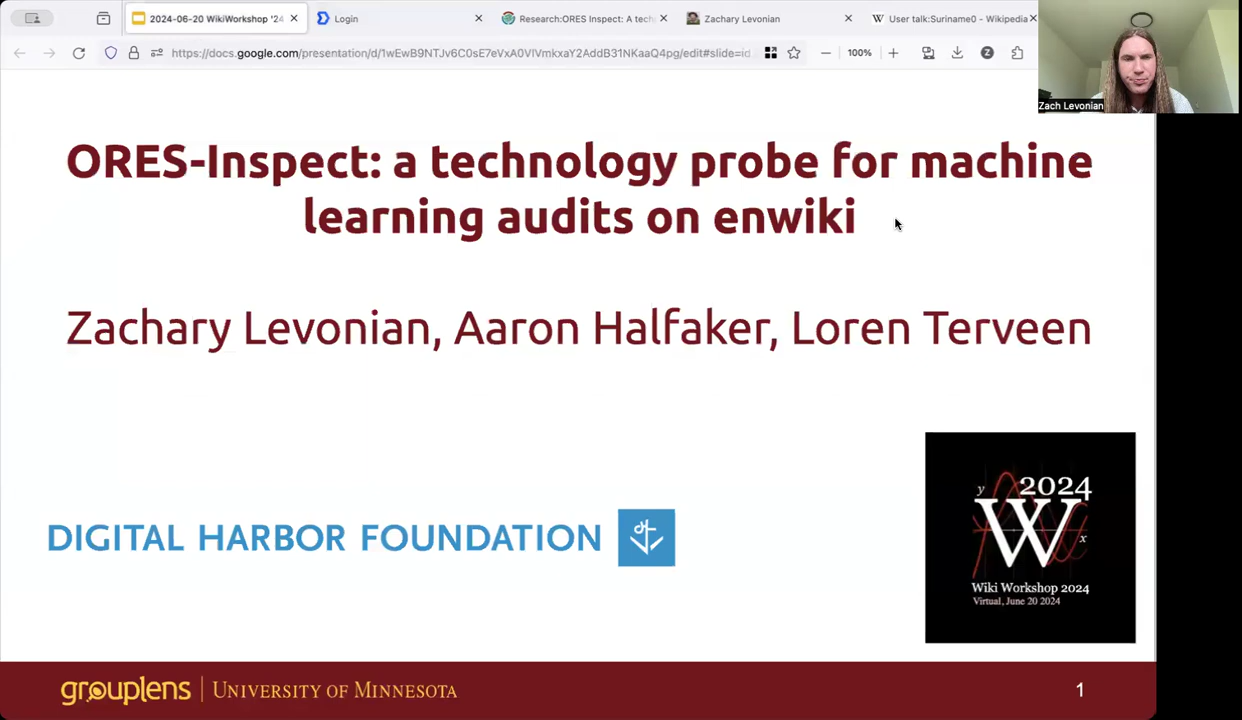 2024-06-20 WikiWorkshop '24
Login
Research:ORES Inspect: A tech
Zachary Levonian
User talk:Suriname0 - Wikipedia
https://docs.google.com/presentation/d/1wEwB9NTJv6C0sE7eVxA0VIVmkxaY2AddB31NKaaQ4pg/edit#slide=id
100%
Z
Zach Levonian
ORES-Inspect: a technology probe for machine
learning audits on enwiki
Zachary Levonian, Aaron Halfaker, Loren Terveen
DIGITAL HARBOR FOUNDATION
y 2024
W
x
Wiki Workshop 2024
Virtual, June 20 2024
grouplens | UNIVERSITY OF MINNESOTA
1